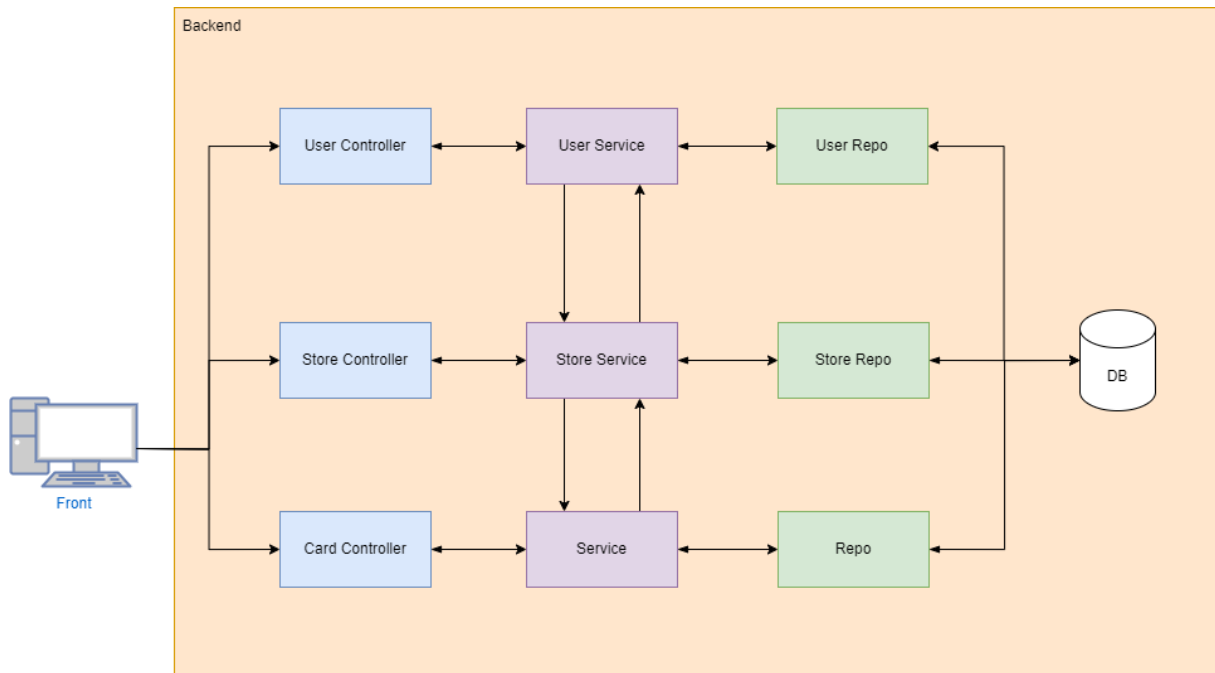 Backend
User Controller
User Service
User Repo
Store Controller
Store Service
Store Repo
DB
Front
Card Controller
Service
Repo